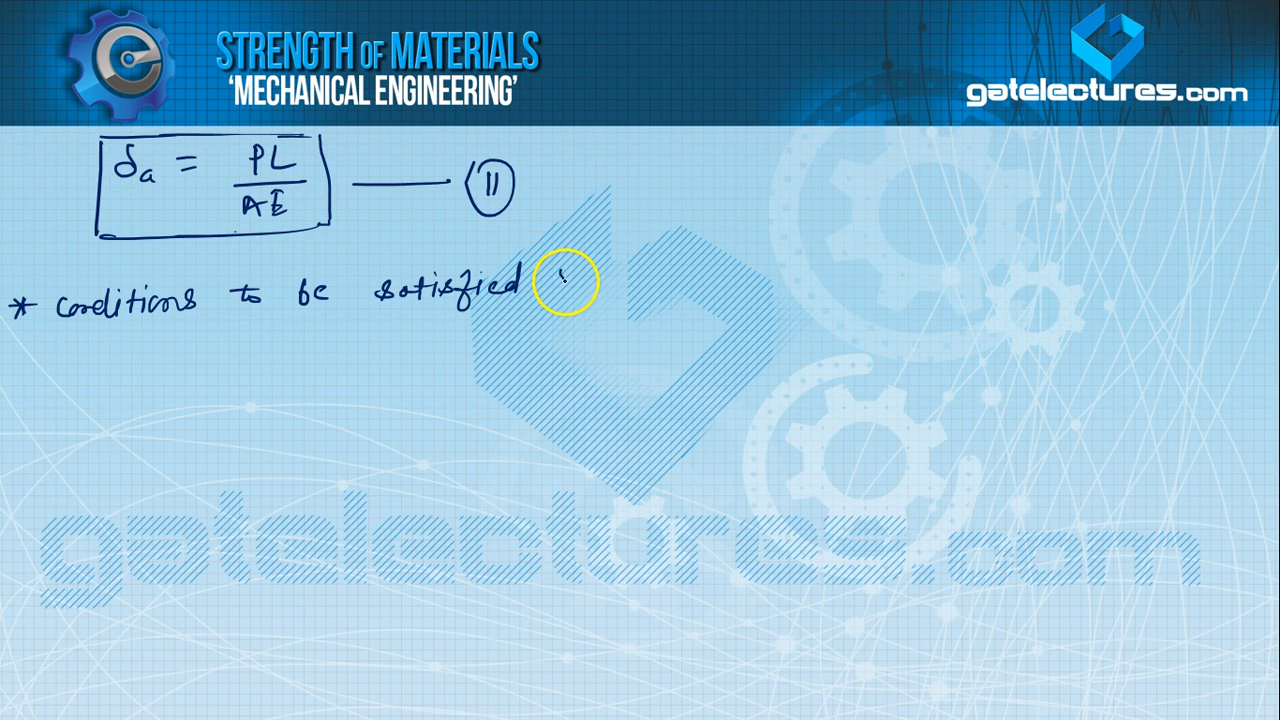 STRENGTH OF MATERIALS
'MECHANICAL ENGINEERING'
gatelectures.com
δa = PL / AE —— (11)
* conditions to be satisfied
gatelectures.com